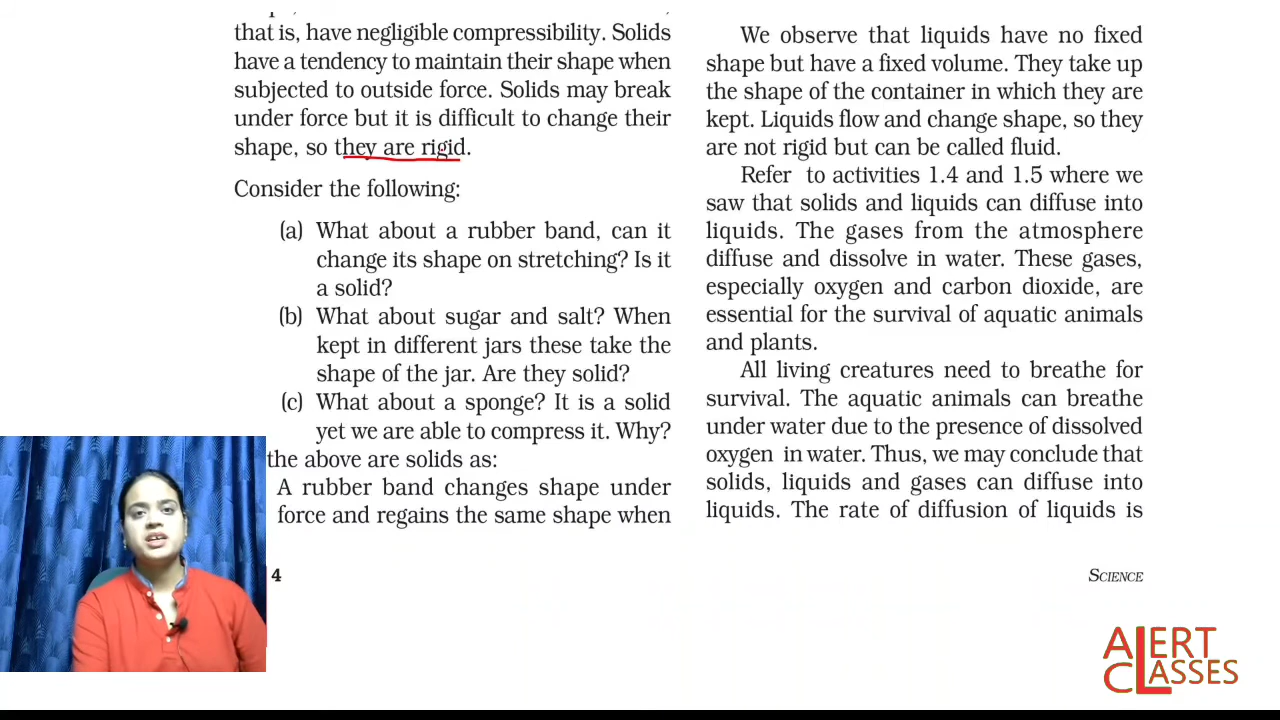 that is, have negligible compressibility. Solids
have a tendency to maintain their shape when
subjected to outside force. Solids may break
under force but it is difficult to change their
shape, so they are rigid.
Consider the following:
(a) What about a rubber band, can it
change its shape on stretching? Is it
a solid?
(b) What about sugar and salt? When
kept in different jars these take the
shape of the jar. Are they solid?
(c) What about a sponge? It is a solid
yet we are able to compress it. Why?
the above are solids as:
A rubber band changes shape under
force and regains the same shape when
4
We observe that liquids have no fixed
shape but have a fixed volume. They take up
the shape of the container in which they are
kept. Liquids flow and change shape, so they
are not rigid but can be called fluid.
Refer to activities 1.4 and 1.5 where we
saw that solids and liquids can diffuse into
liquids. The gases from the atmosphere
diffuse and dissolve in water. These gases,
especially oxygen and carbon dioxide, are
essential for the survival of aquatic animals
and plants.
All living creatures need to breathe for
survival. The aquatic animals can breathe
under water due to the presence of dissolved
oxygen in water. Thus, we may conclude that
solids, liquids and gases can diffuse into
liquids. The rate of diffusion of liquids is
SCIENCE
ALERT
CLASSES